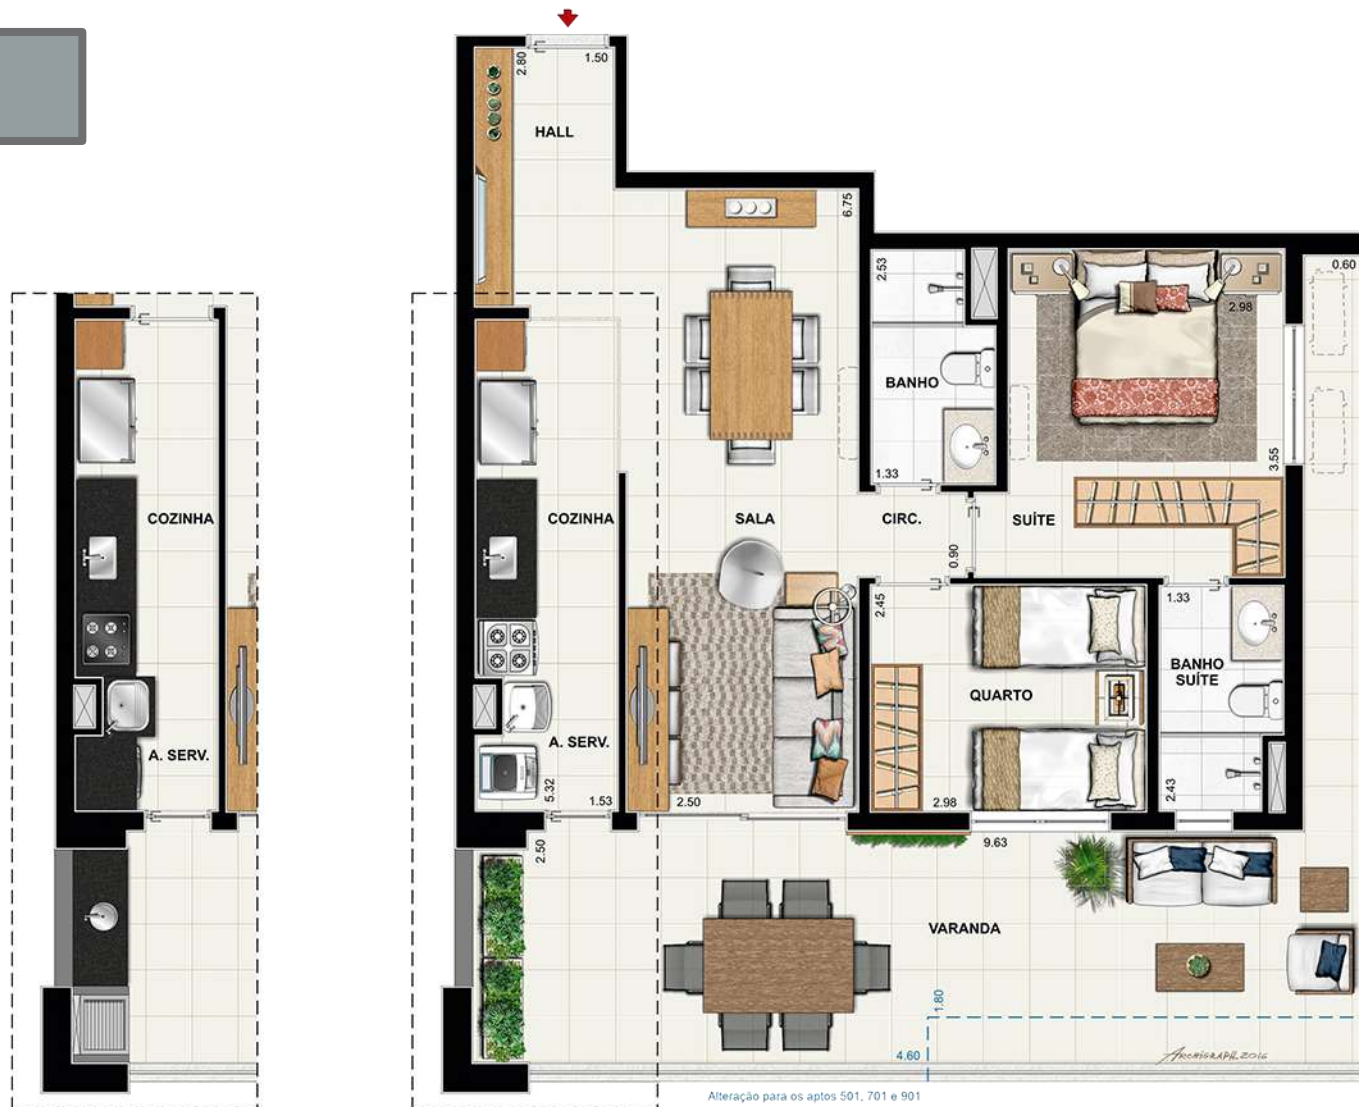 2.80
1.50
HALL
6.75
2.53
0.60
2.98
BANHO
3.55
1.33
COZINHA
COZINHA
SALA
CIRC.
SUÍTE
0.90
2.45
1.33
BANHO
SUÍTE
QUARTO
A. SERV.
A. SERV.
5.32
1.53
2.50
2.98
2.43
2.50
9.63
VARANDA
1.80
4.60
ARCHIGRAPH 2016
Alteração para os aptos 501, 701 e 901